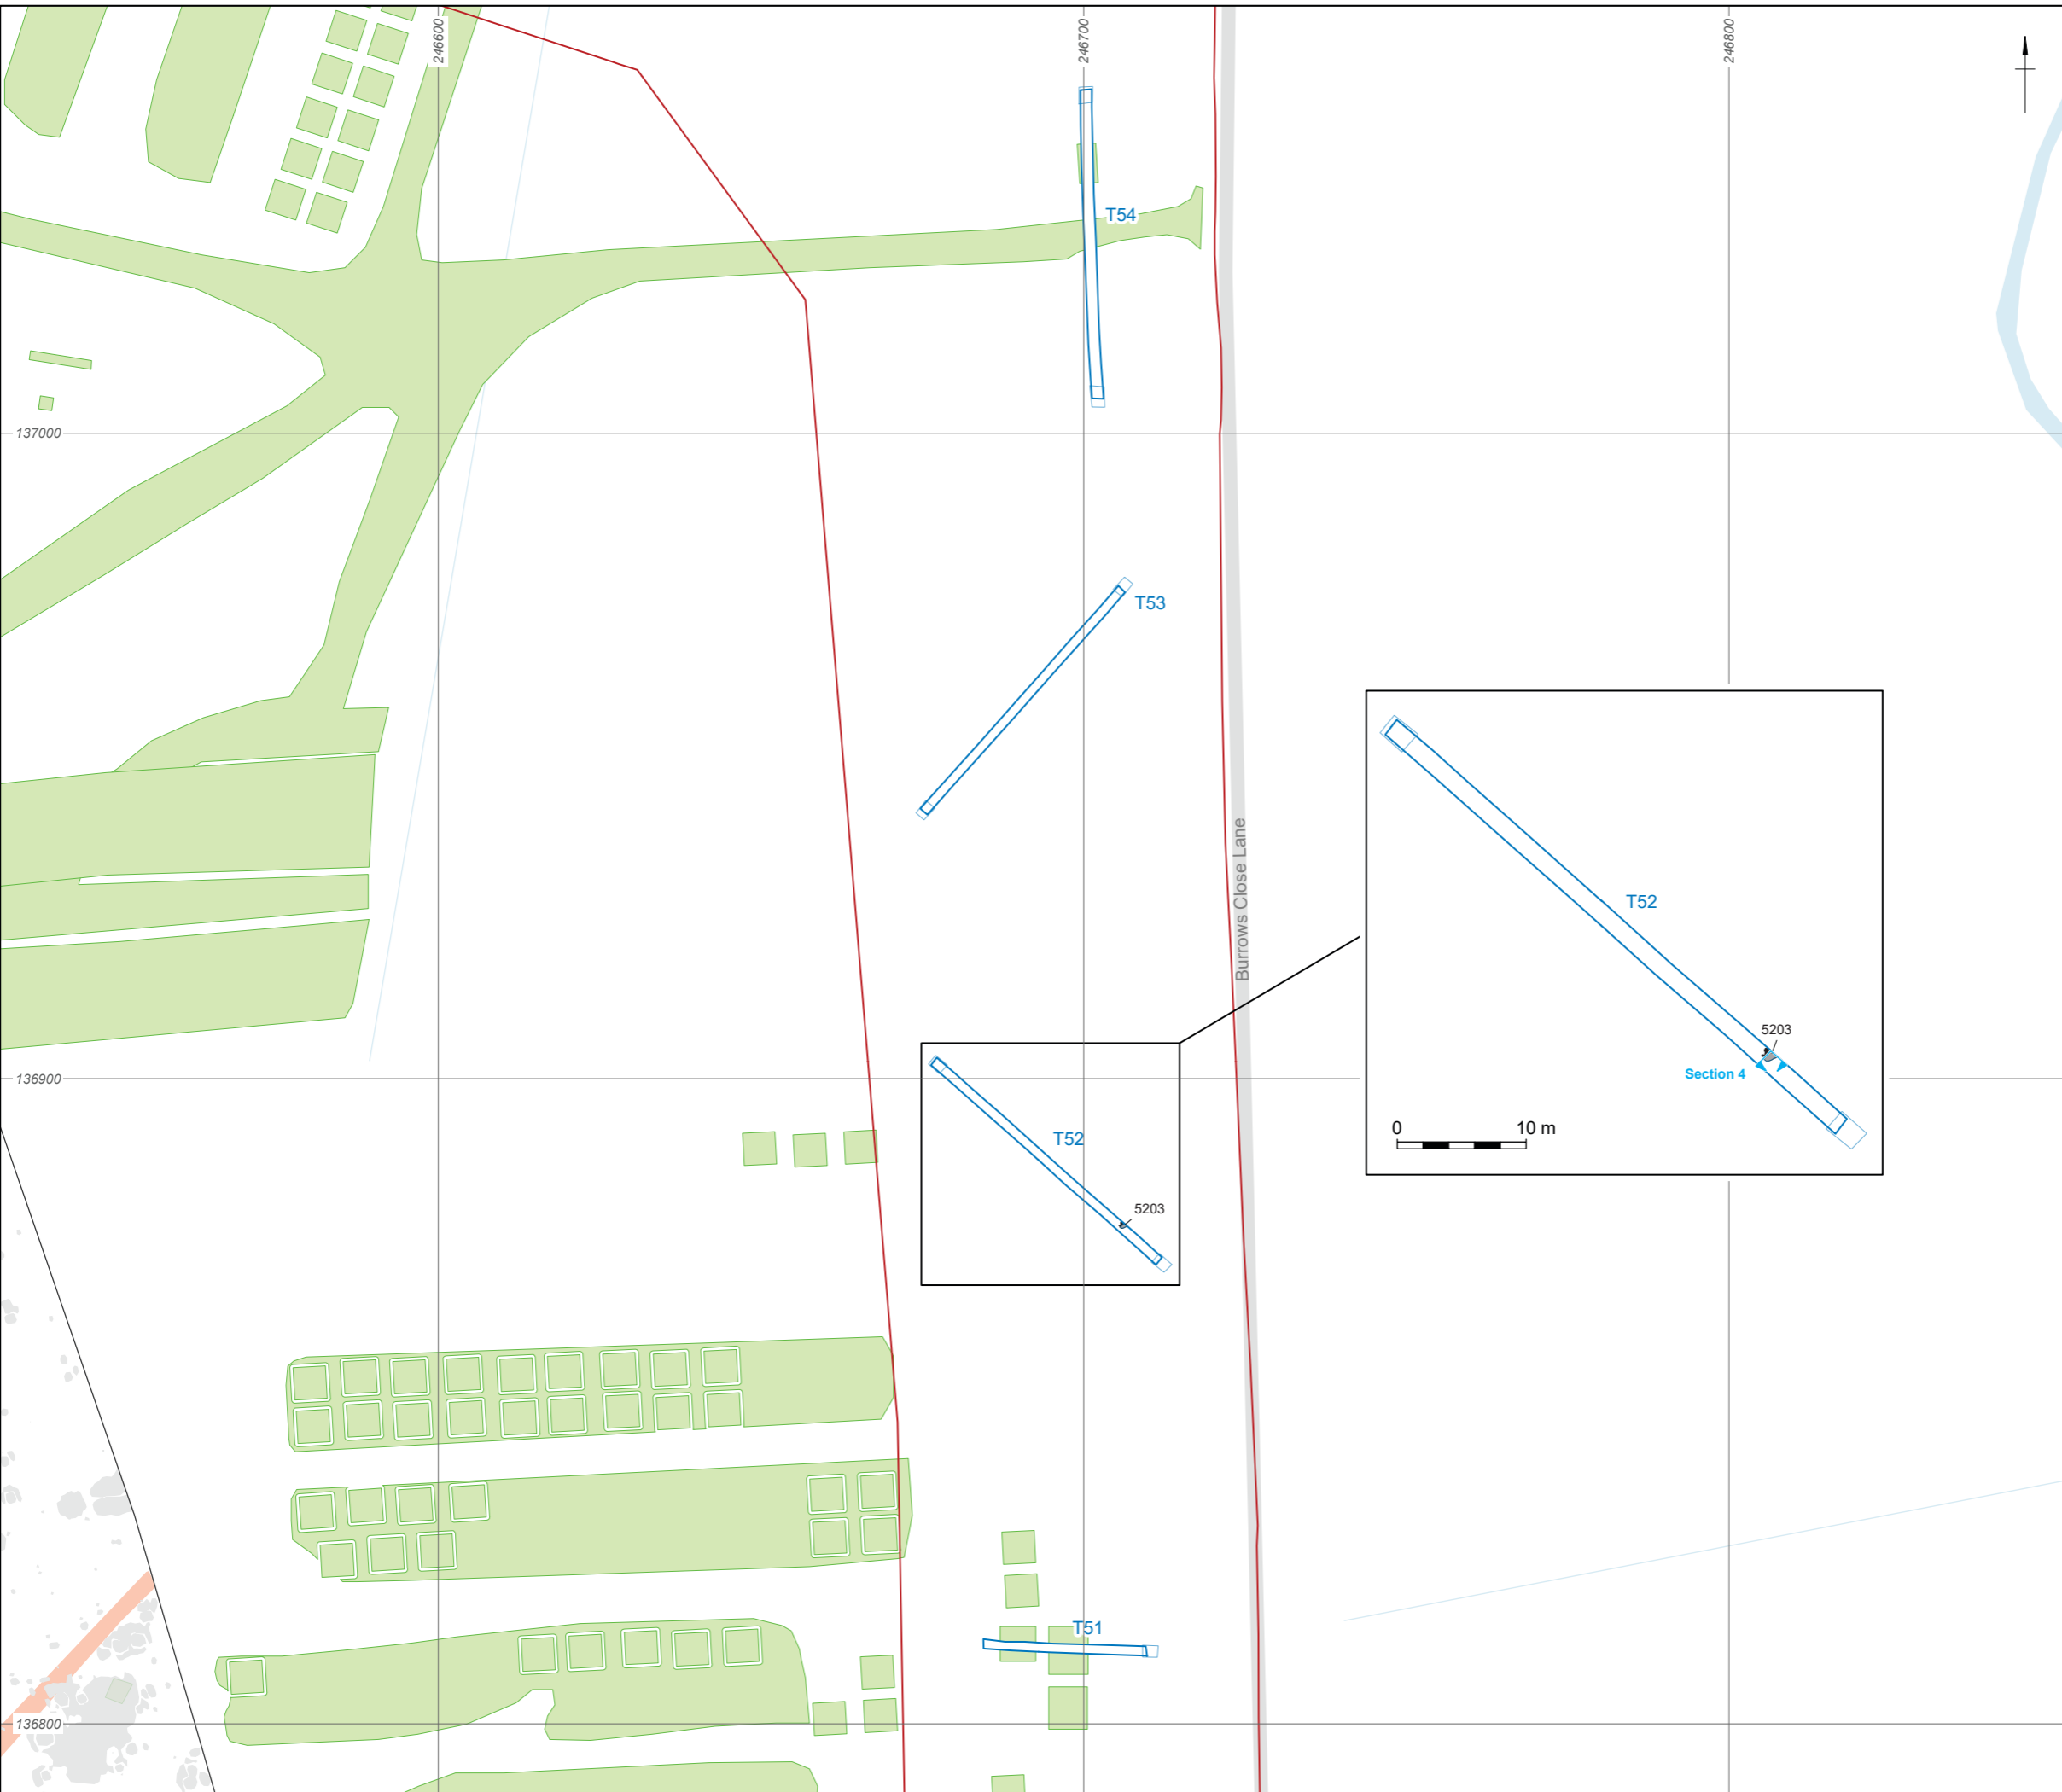 246600
246700
246800
T54
137000
T53
Burrows Close Lane
T52
5203
Section 4
0 10 m
136900
T52
5203
T51
136800